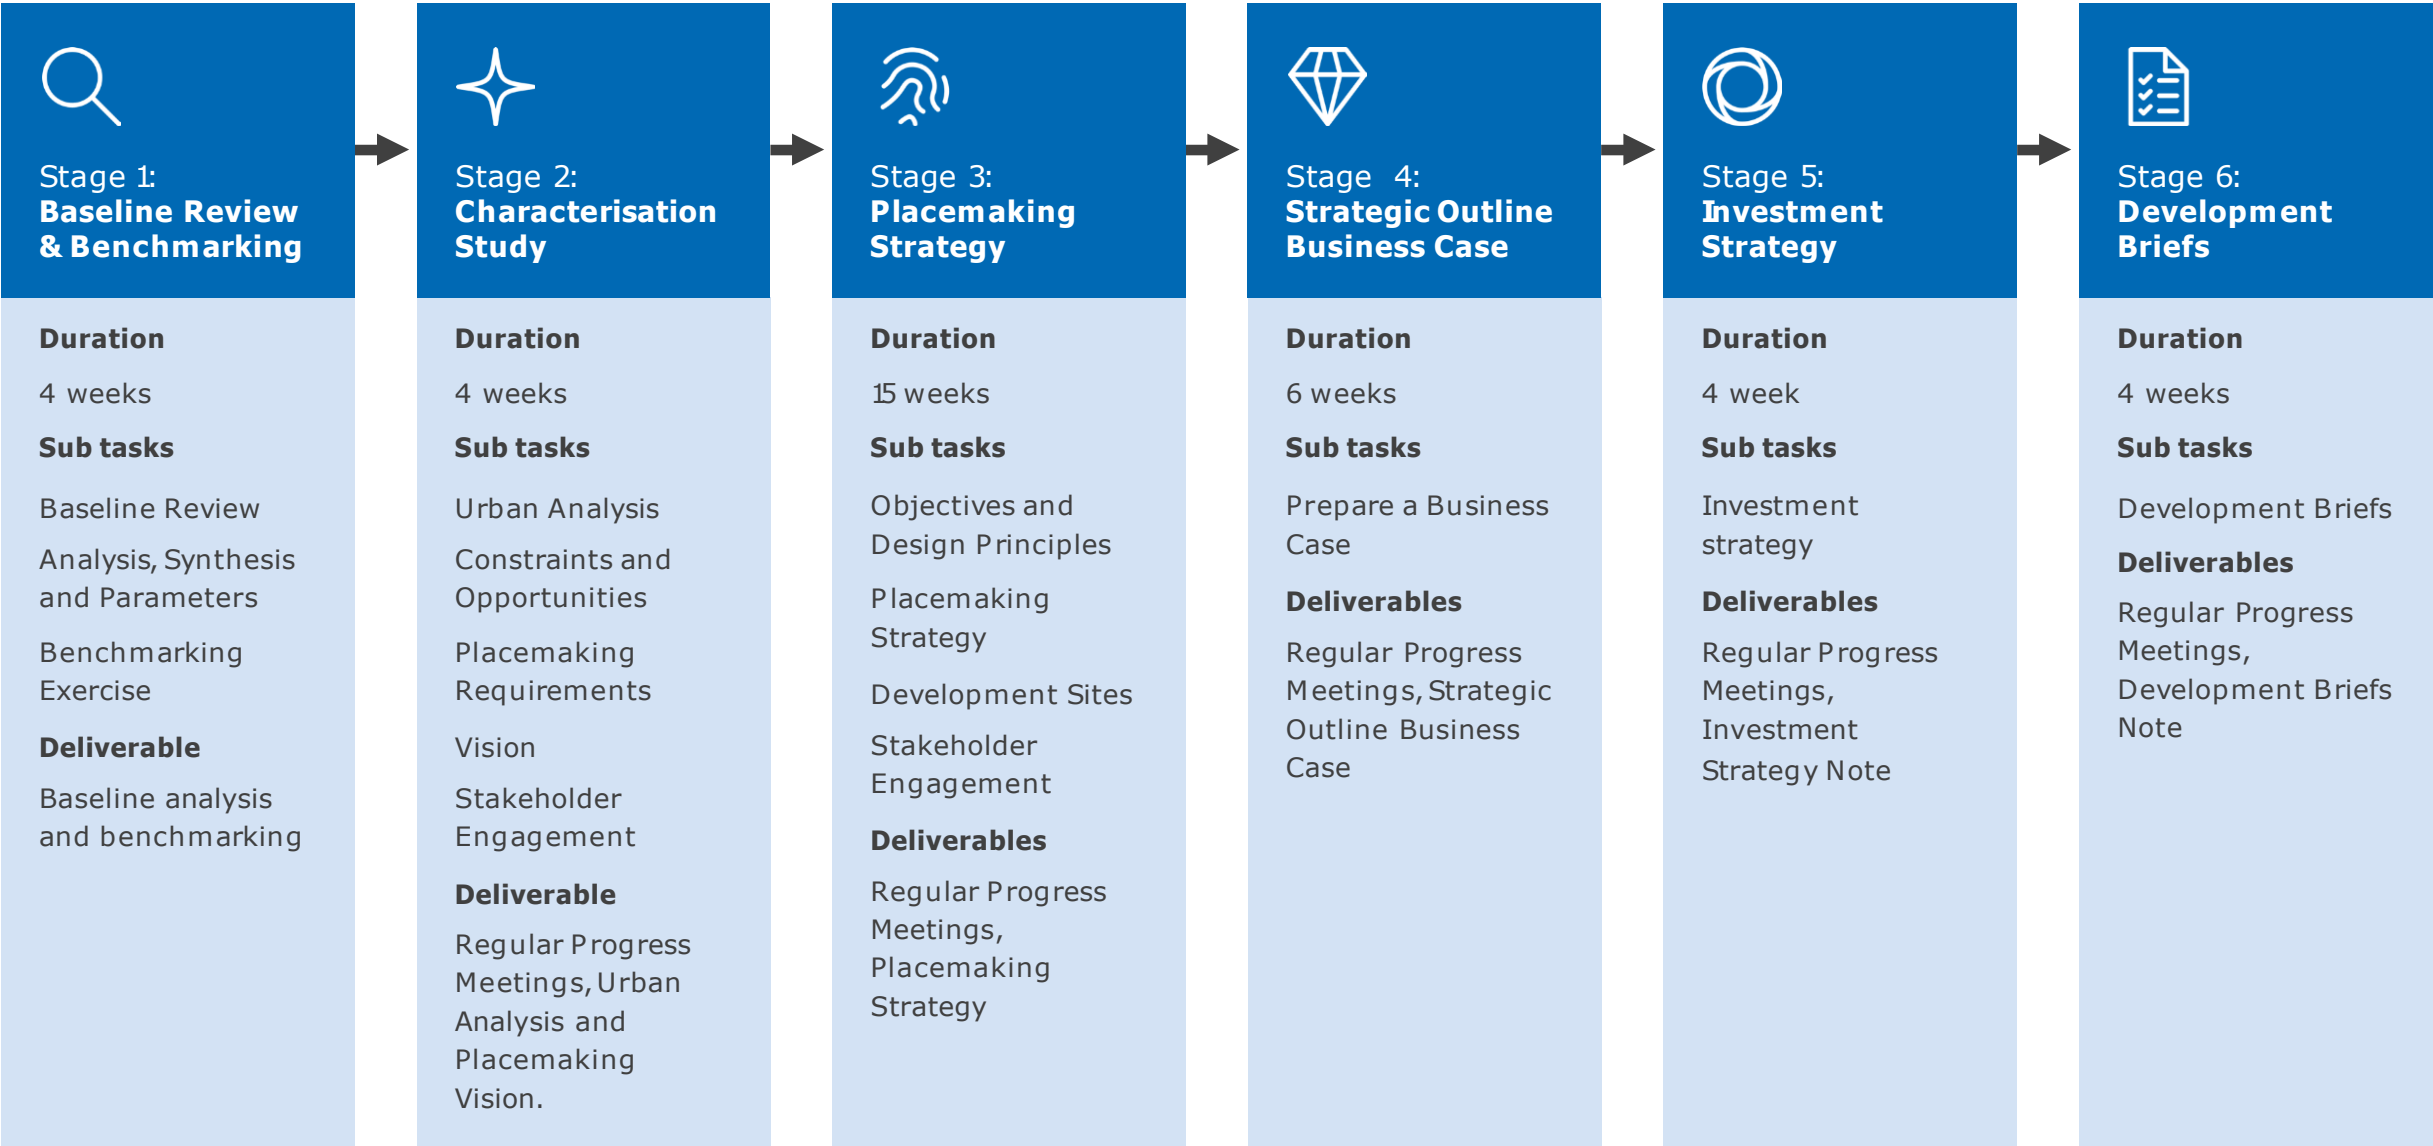 Stage 1:
Baseline Review
& Benchmarking
Duration
4 weeks
Sub tasks
Baseline Review
Analysis, Synthesis
and Parameters
Benchmarking
Exercise
Deliverable
Baseline analysis
and benchmarking
Stage 2:
Characterisation
Study
Duration
4 weeks
Sub tasks
Urban Analysis
Constraints and
Opportunities
Placemaking
Requirements
Vision
Stakeholder
Engagement
Deliverable
Regular Progress
Meetings, Urban
Analysis and
Placemaking
Vision.
Stage 3:
Placemaking
Strategy
Duration
15 weeks
Sub tasks
Objectives and
Design Principles
Placemaking
Strategy
Development Sites
Stakeholder
Engagement
Deliverables
Regular Progress
Meetings,
Placemaking
Strategy
Stage 4:
Strategic Outline
Business Case
Duration
6 weeks
Sub tasks
Prepare a Business
Case
Deliverables
Regular Progress
Meetings, Strategic
Outline Business
Case
Stage 5:
Investment
Strategy
Duration
4 week
Sub tasks
Investment
strategy
Deliverables
Regular Progress
Meetings,
Investment
Strategy Note
Stage 6:
Development
Briefs
Duration
4 weeks
Sub tasks
Development Briefs
Deliverables
Regular Progress
Meetings,
Development Briefs
Note